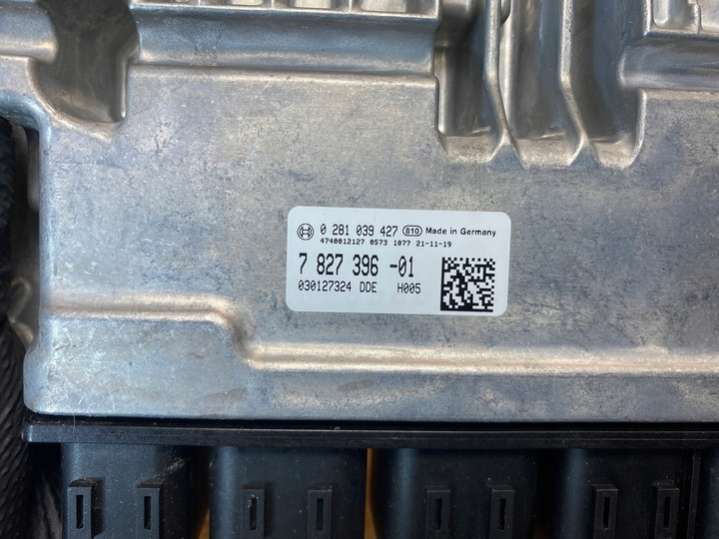 0 281 039 427 810 Made in Germany
4740012127 0573 1077 21-11-19
7 827 396 -01
030127324 DDE H005